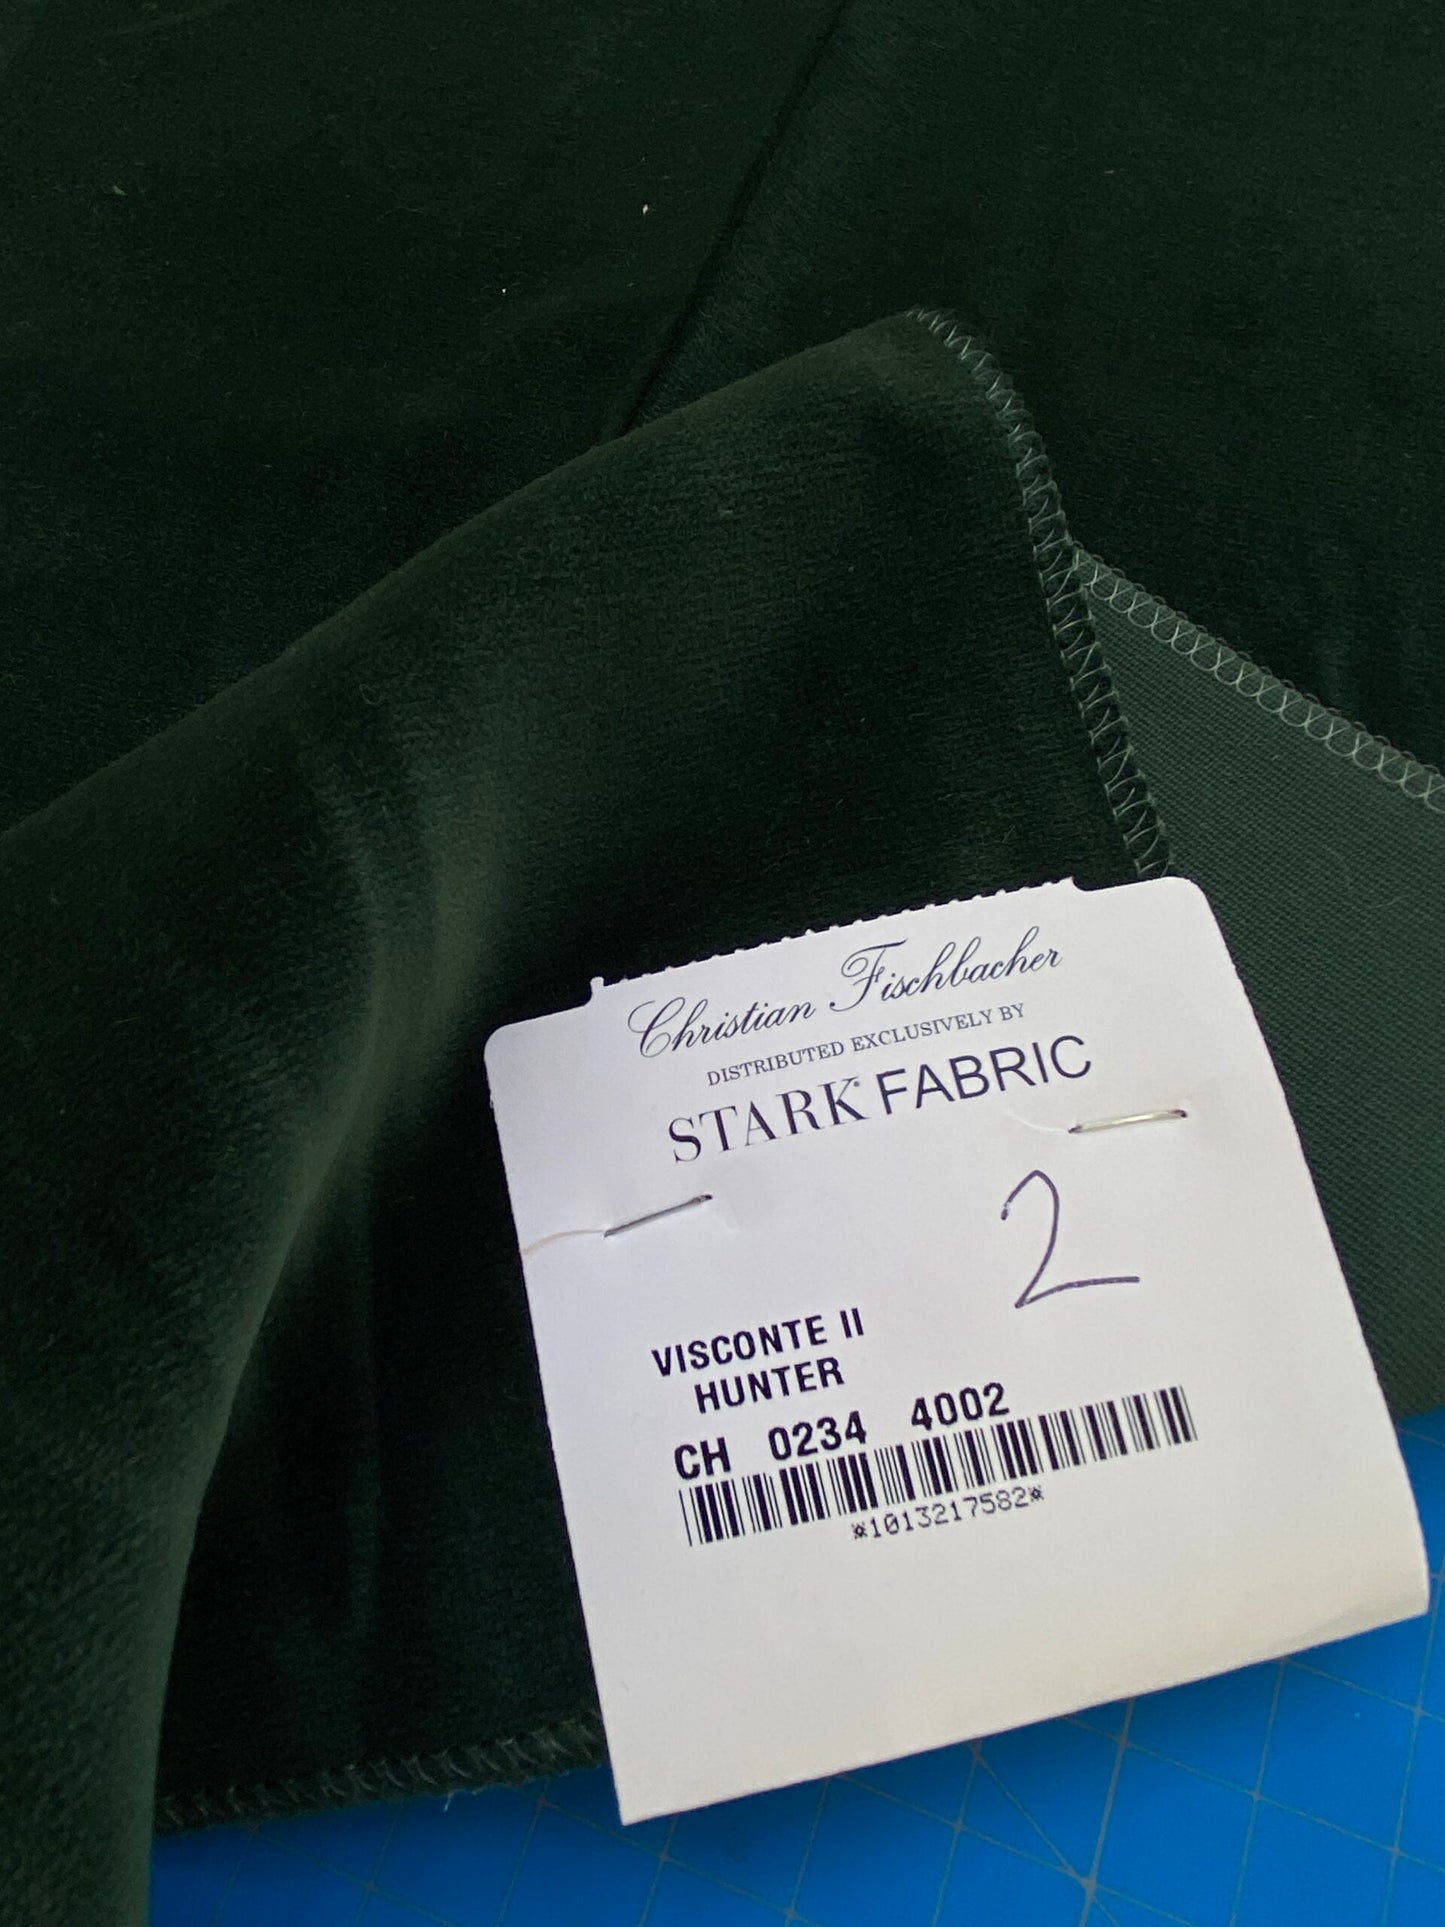 Christian Fischbacher
DISTRIBUTED EXCLUSIVELY BY
STARK FABRIC
2
VISCONTE II
HUNTER
CH 0234 4002
*1013217582*